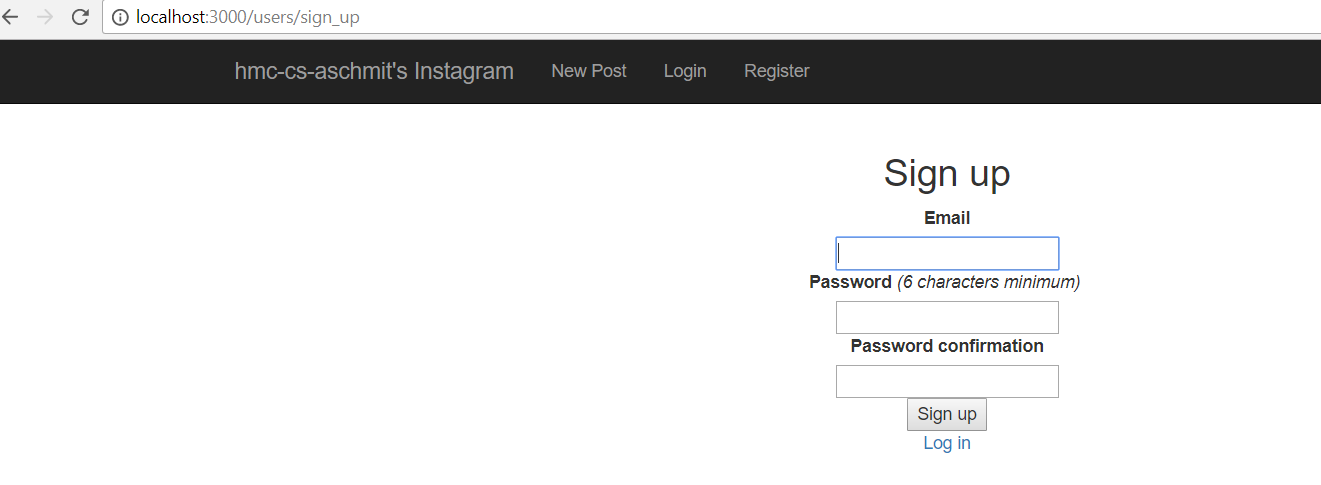 localhost:3000/users/sign_up
hmc-cs-aschmit's Instagram New Post Login Register
Sign up
Email
Password (6 characters minimum)
Password confirmation
Sign up
Log in